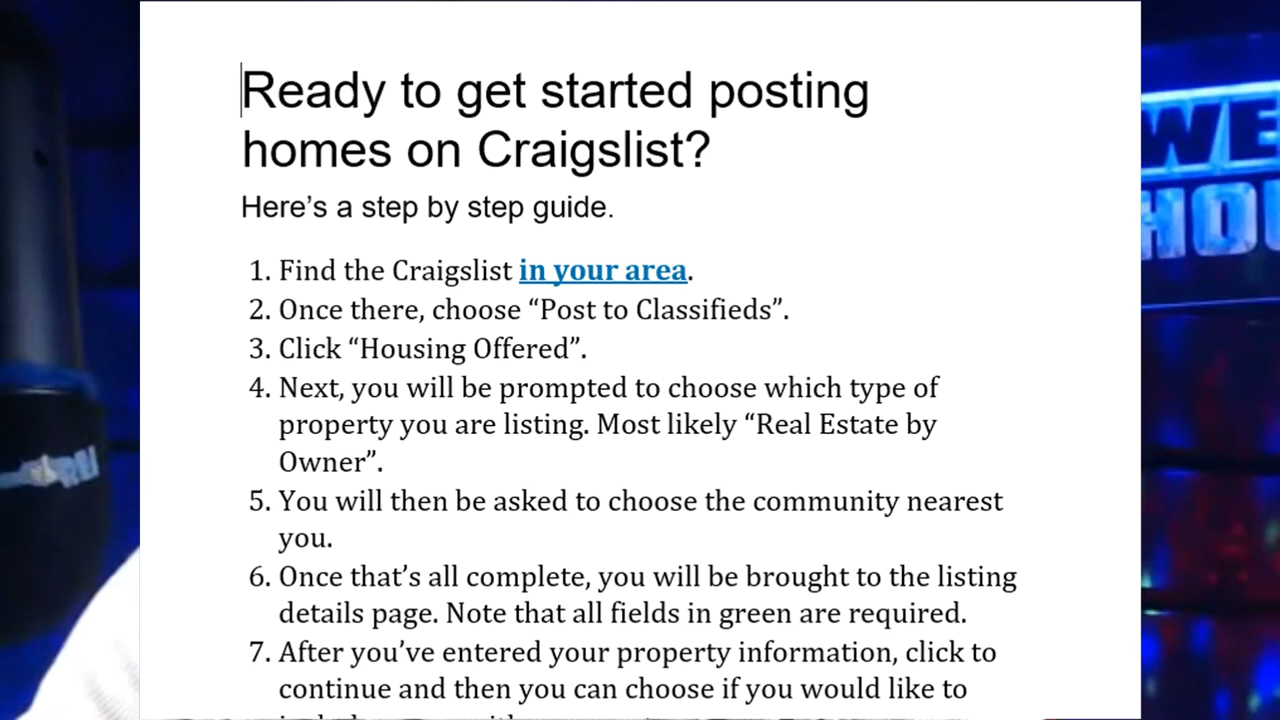 Ready to get started posting
homes on Craigslist?
Here’s a step by step guide.
1. Find the Craigslist in your area.
2. Once there, choose “Post to Classifieds”.
3. Click “Housing Offered”.
4. Next, you will be prompted to choose which type of
property you are listing. Most likely “Real Estate by
Owner”.
5. You will then be asked to choose the community nearest
you.
6. Once that’s all complete, you will be brought to the listing
details page. Note that all fields in green are required.
7. After you’ve entered your property information, click to
continue and then you can choose if you would like to
WE
HOU